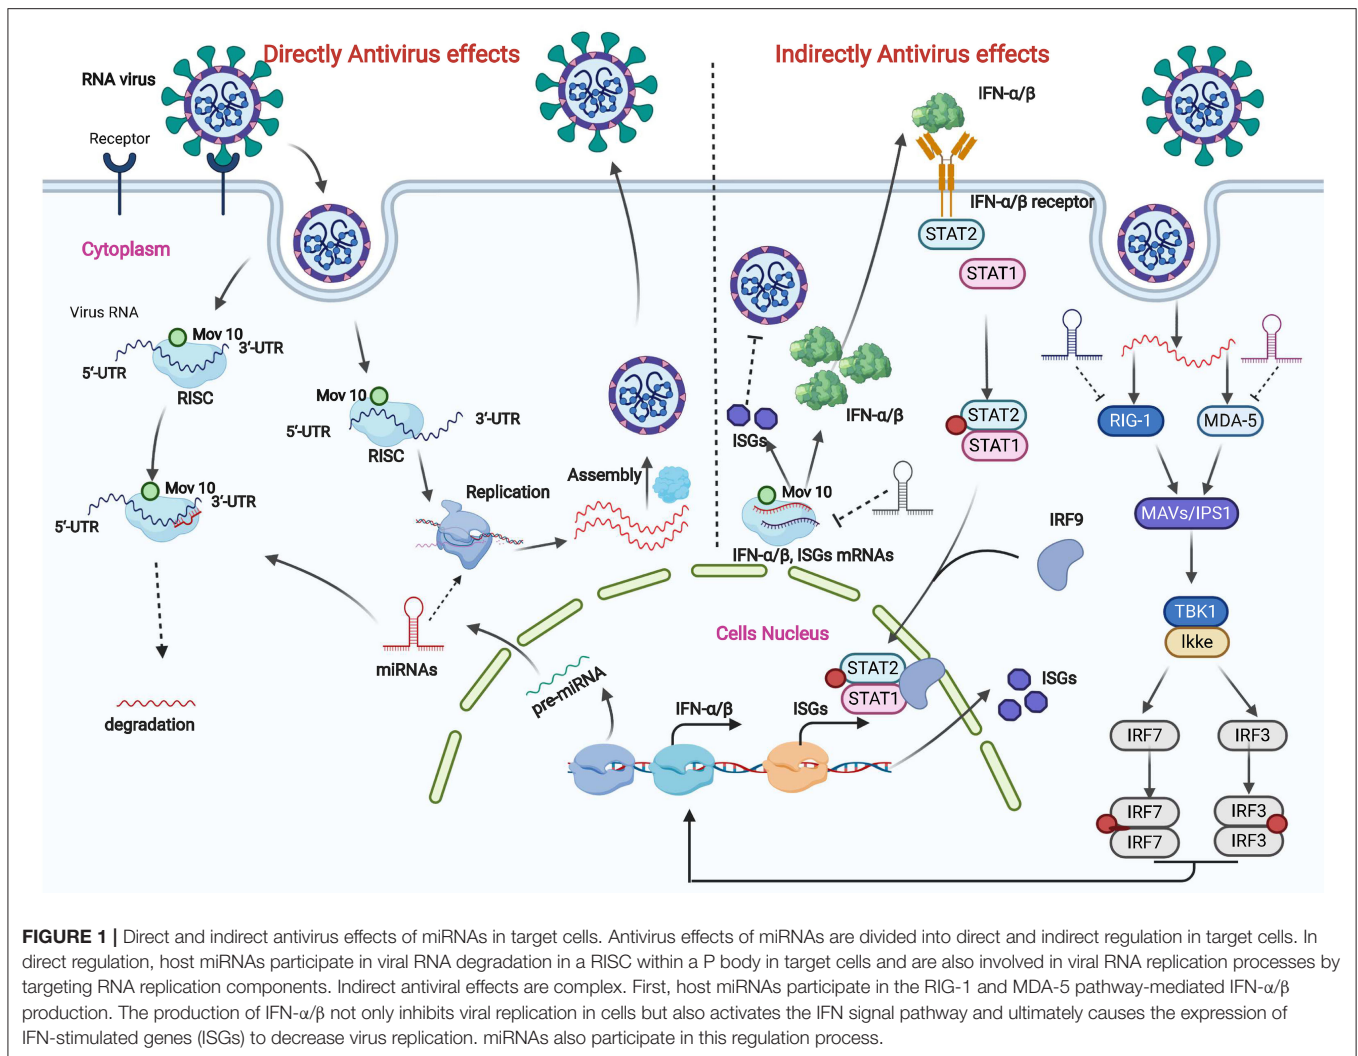 Directly Antivirus effects
Indirectly Antivirus effects
RNA virus
Receptor
Cytoplasm
Virus RNA
Mov 10
3′-UTR
5′-UTR
RISC
Mov 10
3′-UTR
5′-UTR
degradation
Mov 10
3′-UTR
5′-UTR
RISC
Replication
Assembly
miRNAs
pre-miRNA
IFN-α/β
IFN-α/β receptor
STAT2
STAT1
IFN-α/β
ISGs
Mov 10
IFN-α/β, ISGs mRNAs
STAT2
STAT1
IRF9
Cells Nucleus
STAT2
STAT1
IFN-α/β
ISGs
ISGs
RIG-1
MDA-5
MAVs/IPS1
TBK1
Ikke
IRF7
IRF3
IRF7
IRF7
IRF3
IRF3
FIGURE 1 | Direct and indirect antivirus effects of miRNAs in target cells. Antivirus effects of miRNAs are divided into direct and indirect regulation in target cells. In
direct regulation, host miRNAs participate in viral RNA degradation in a RISC within a P body in target cells and are also involved in viral RNA replication processes by
targeting RNA replication components. Indirect antiviral effects are complex. First, host miRNAs participate in the RIG-1 and MDA-5 pathway-mediated IFN-α/β
production. The production of IFN-α/β not only inhibits viral replication in cells but also activates the IFN signal pathway and ultimately causes the expression of
IFN-stimulated genes (ISGs) to decrease virus replication. miRNAs also participate in this regulation process.